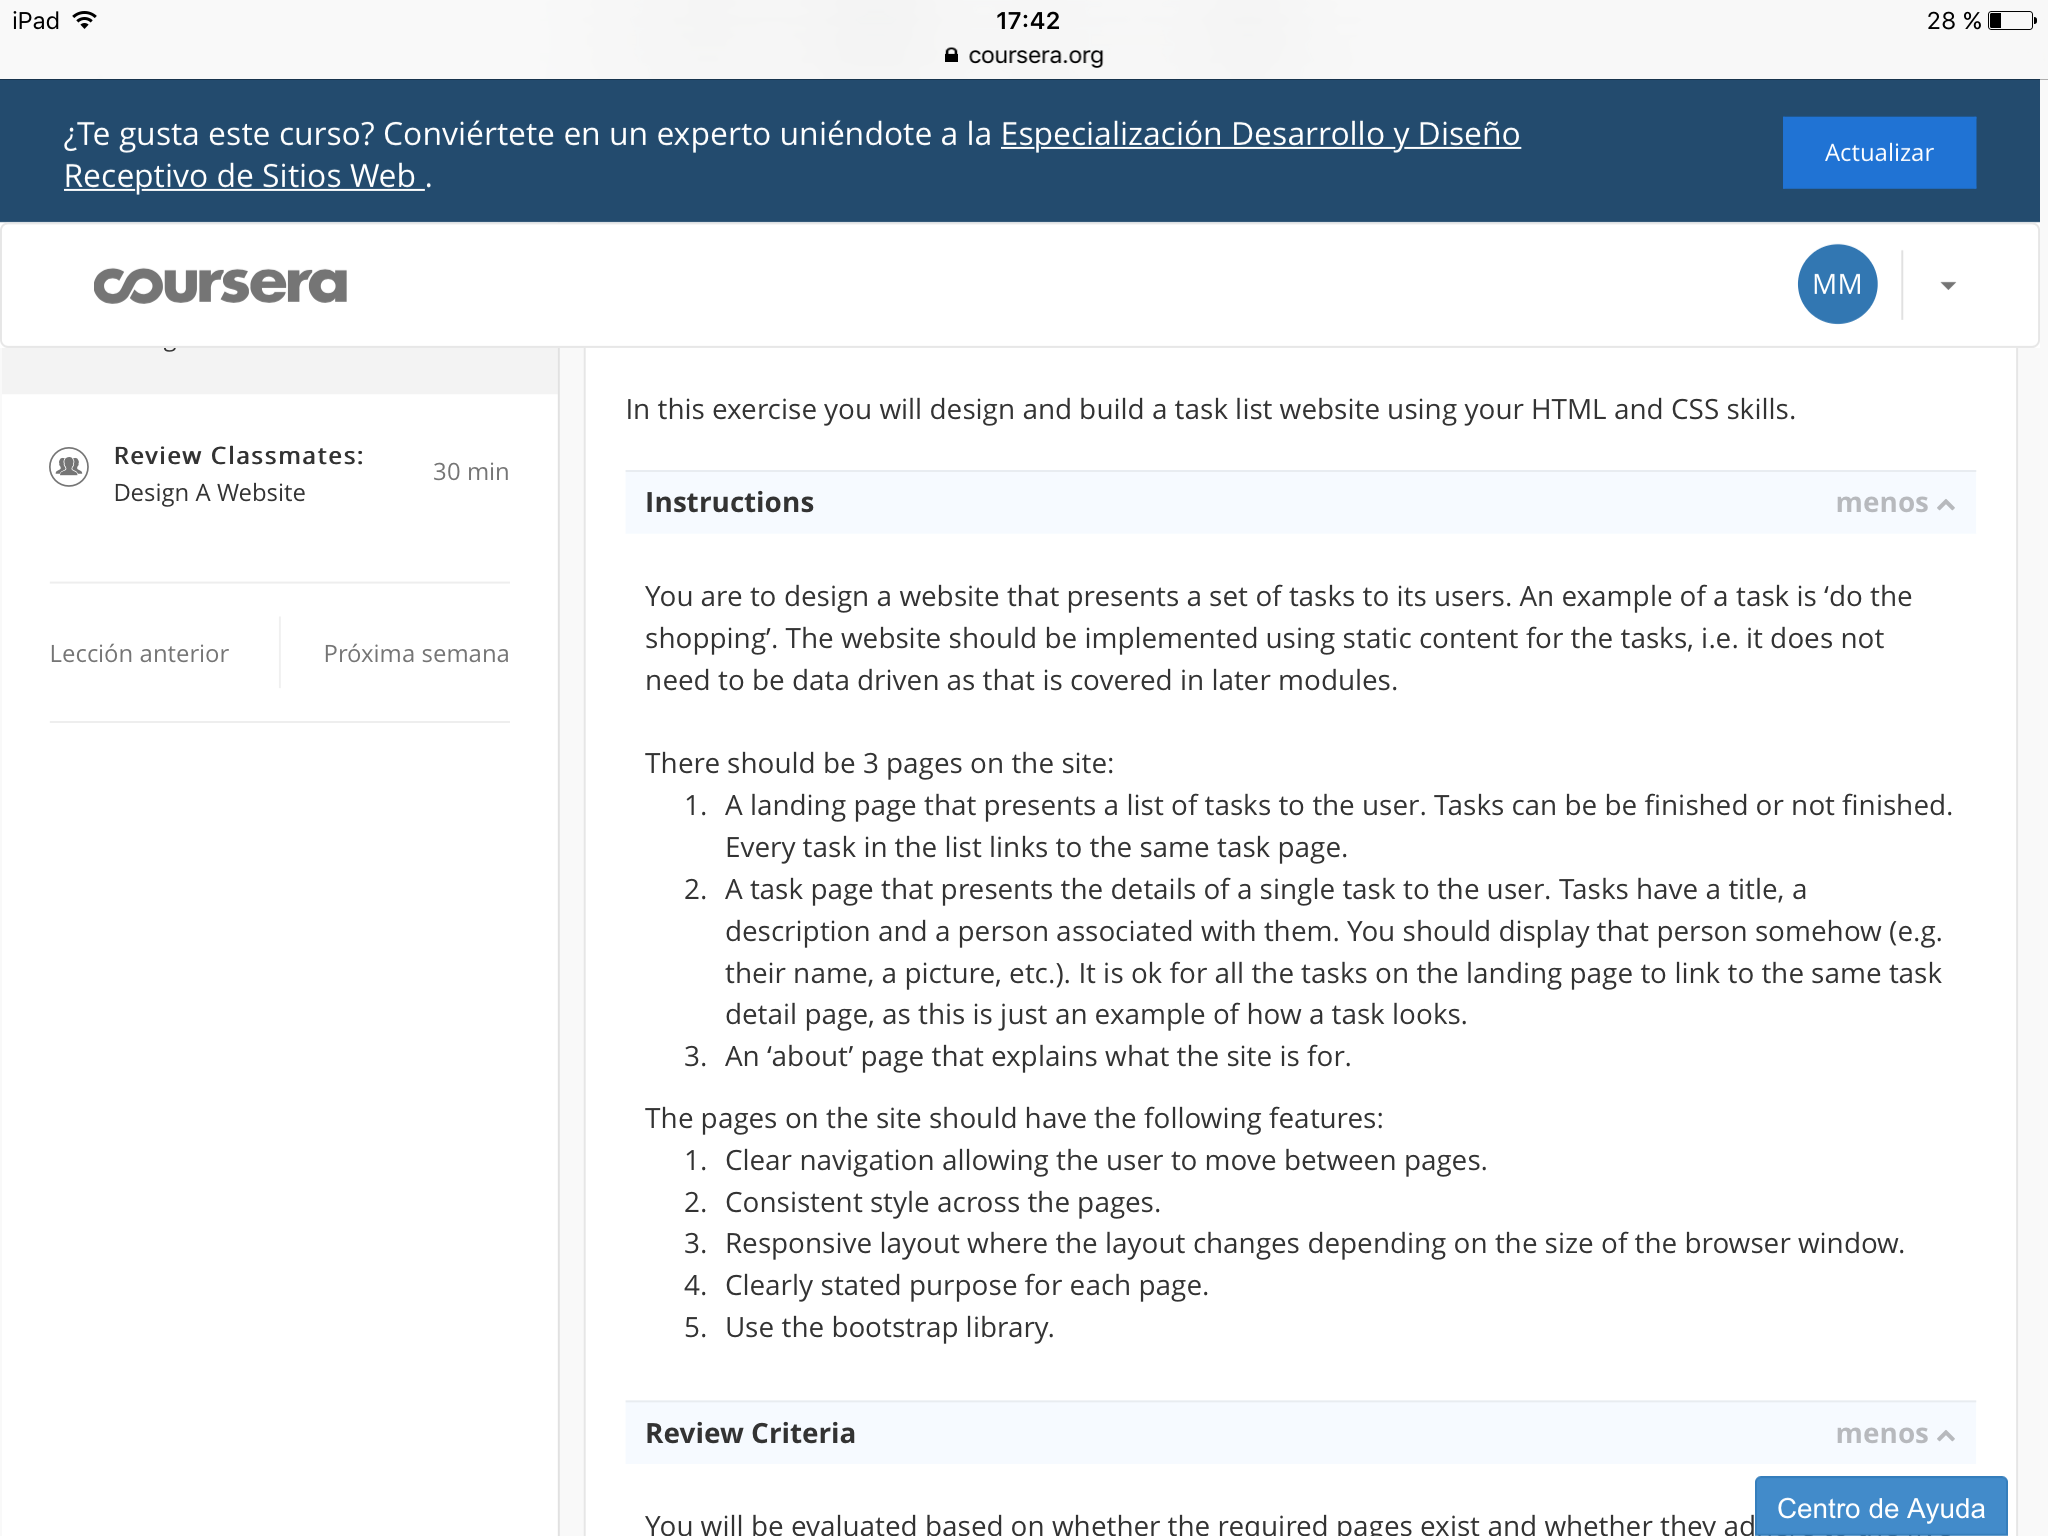 iPad
17:42
28 %
coursera.org
¿Te gusta este curso? Conviértete en un experto uniéndote a la Especialización Desarrollo y Diseño
Receptivo de Sitios Web .
Actualizar
coursera
MM
Review Classmates:
Design A Website
30 min
Lección anterior
Próxima semana
In this exercise you will design and build a task list website using your HTML and CSS skills.
Instructions
menos
You are to design a website that presents a set of tasks to its users. An example of a task is ‘do the
shopping’. The website should be implemented using static content for the tasks, i.e. it does not
need to be data driven as that is covered in later modules.
There should be 3 pages on the site:
1. A landing page that presents a list of tasks to the user. Tasks can be be finished or not finished.
Every task in the list links to the same task page.
2. A task page that presents the details of a single task to the user. Tasks have a title, a
description and a person associated with them. You should display that person somehow (e.g.
their name, a picture, etc.). It is ok for all the tasks on the landing page to link to the same task
detail page, as this is just an example of how a task looks.
3. An ‘about’ page that explains what the site is for.
The pages on the site should have the following features:
1. Clear navigation allowing the user to move between pages.
2. Consistent style across the pages.
3. Responsive layout where the layout changes depending on the size of the browser window.
4. Clearly stated purpose for each page.
5. Use the bootstrap library.
Review Criteria
menos
You will be evaluated based on whether the required pages exist and whether they
Centro de Ayuda